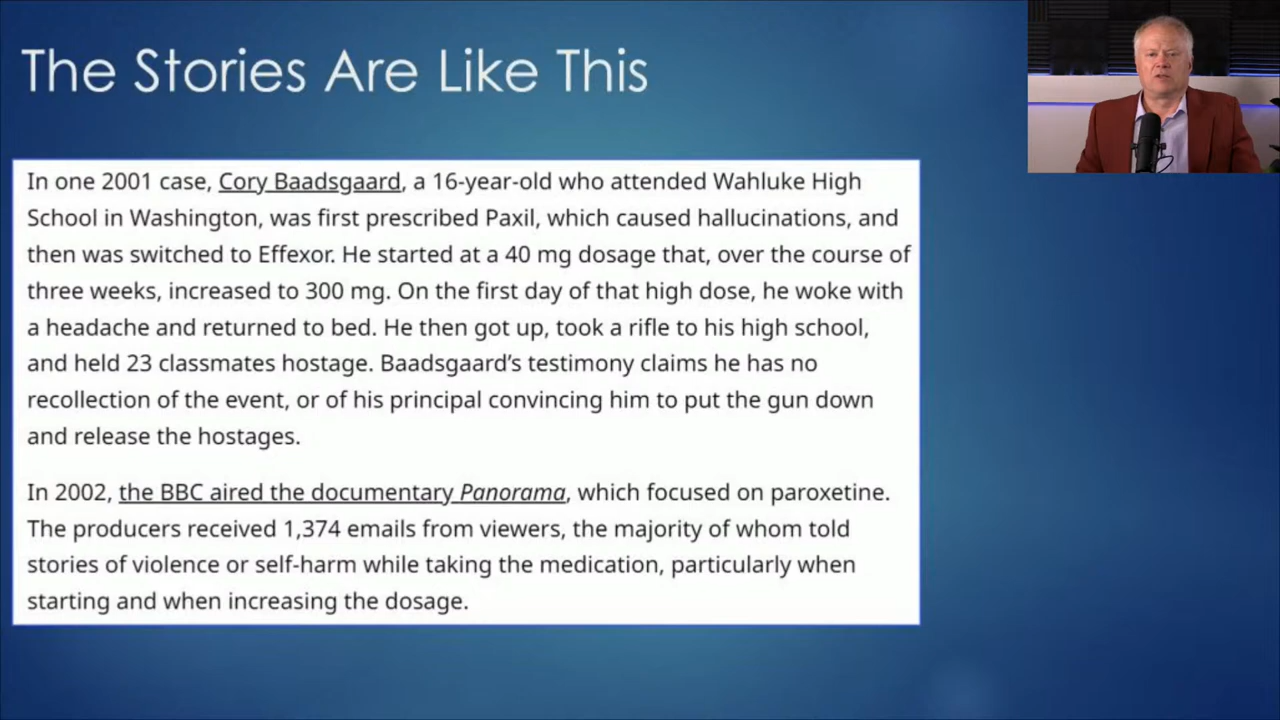 The Stories Are Like This
In one 2001 case, Cory Baadsgaard, a 16-year-old who attended Wahluke High
School in Washington, was first prescribed Paxil, which caused hallucinations, and
then was switched to Effexor. He started at a 40 mg dosage that, over the course of
three weeks, increased to 300 mg. On the first day of that high dose, he woke with
a headache and returned to bed. He then got up, took a rifle to his high school,
and held 23 classmates hostage. Baadsgaard’s testimony claims he has no
recollection of the event, or of his principal convincing him to put the gun down
and release the hostages.
In 2002, the BBC aired the documentary Panorama, which focused on paroxetine.
The producers received 1,374 emails from viewers, the majority of whom told
stories of violence or self-harm while taking the medication, particularly when
starting and when increasing the dosage.